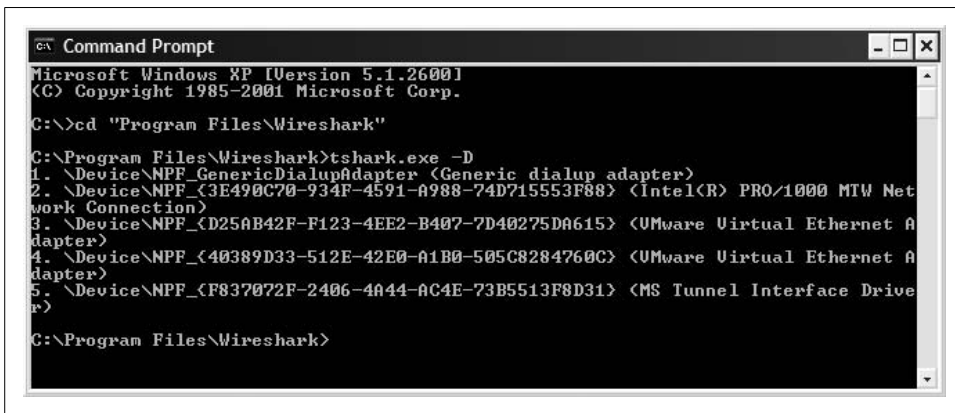 Command Prompt
Microsoft Windows XP [Version 5.1.2600]
(C) Copyright 1985-2001 Microsoft Corp.
C:\>cd "Program Files\Wireshark"
C:\Program Files\Wireshark>tshark.exe -D
1. \Device\NPF_GenericDialupAdapter (Generic dialup adapter)
2. \Device\NPF_{3E490C70-934F-4591-A988-74D715553F88} (Intel(R) PRO/1000 MTW Net
work Connection)
3. \Device\NPF_{D25AB42F-F123-4EE2-B407-7D40275DA615} (VMware Virtual Ethernet A
dapter)
4. \Device\NPF_{40389D33-512E-42E0-A1B0-505C8284760C} (VMware Virtual Ethernet A
dapter)
5. \Device\NPF_{F837072F-2406-4A44-AC4E-73B5513F8D31} (MS Tunnel Interface Drive
r)
C:\Program Files\Wireshark>